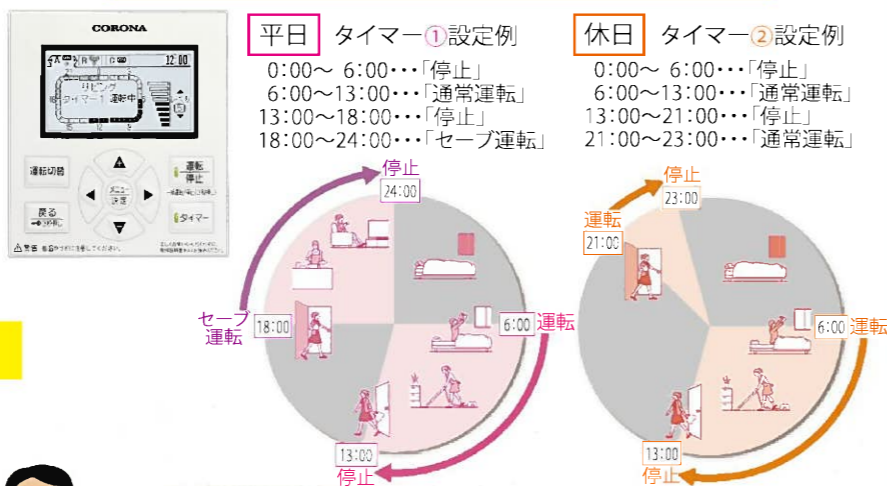 CORONA
12:00
リビング
タイマー1 運転中
運転切替
運転
停止
メニュー
決定
戻る
タイマー
平日 タイマー①設定例
0:00～ 6:00･･･「停止」
6:00～13:00･･･「通常運転」
13:00～18:00･･･「停止」
18:00～24:00･･･「セーブ運転」
停止
24:00
セーブ
運転
18:00
6:00 運転
13:00
停止
休日 タイマー②設定例
0:00～ 6:00･･･「停止」
6:00～13:00･･･「通常運転」
13:00～21:00･･･「停止」
21:00～23:00･･･「通常運転」
停止
23:00
運転
21:00
6:00 運転
13:00
停止